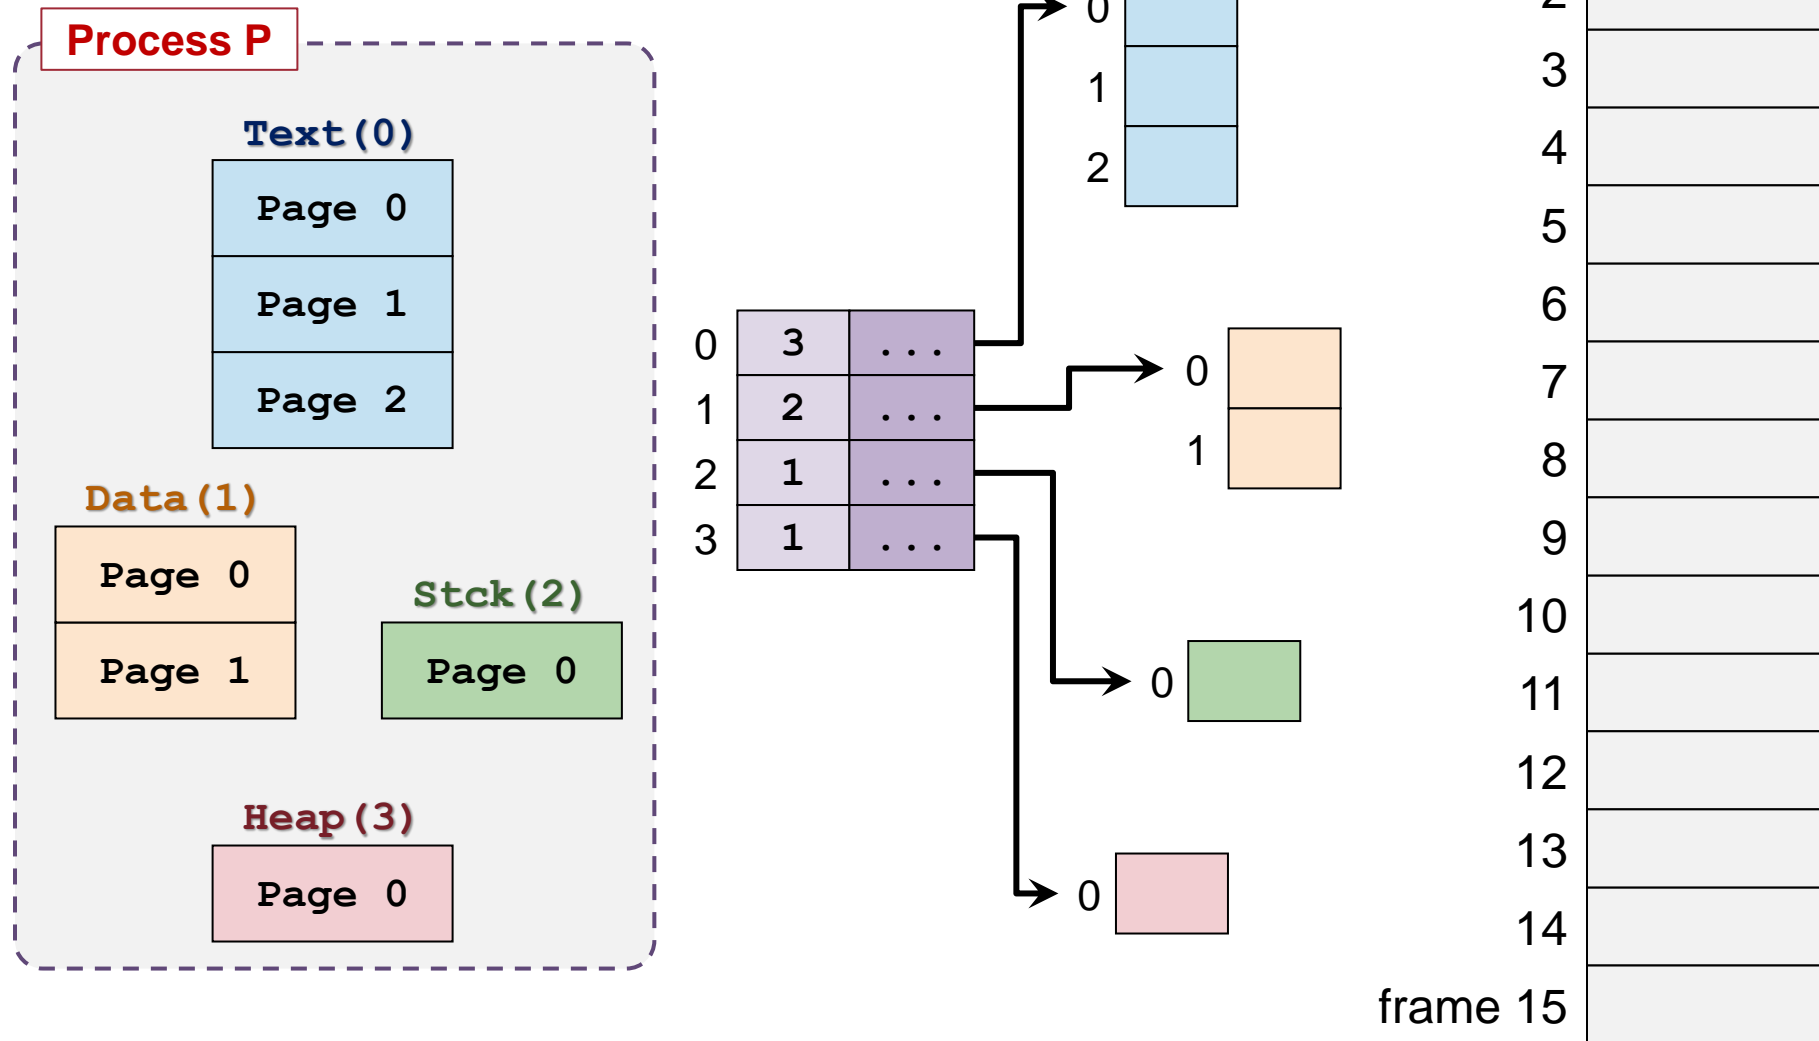 Process P
Text(0)
Page 0
Page 1
Page 2
Data(1)
Page 0
Page 1
Stck(2)
Page 0
Heap(3)
Page 0
0 3 ...
1 2 ...
2 1 ...
3 1 ...
0
1
2
0
1
0
0
2
3
4
5
6
7
8
9
10
11
12
13
14
frame 15